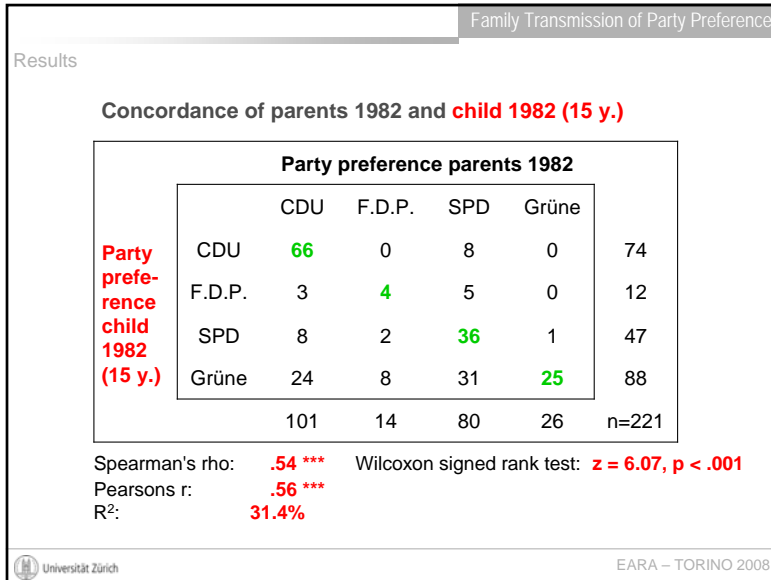 Family Transmission of Party Preference
Results
Concordance of parents 1982 and child 1982 (15 y.)
Party preference parents 1982
CDU F.D.P. SPD Grüne
Party prefe-rence child 1982 (15 y.)
CDU 66 0 8 0 74
F.D.P. 3 4 5 0 12
SPD 8 2 36 1 47
Grüne 24 8 31 25 88
101 14 80 26 n=221
Spearman's rho: .54 *** Wilcoxon signed rank test: z = 6.07, p < .001
Pearsons r: .56 ***
R²: 31.4%
Universität Zürich
EARA – TORINO 2008